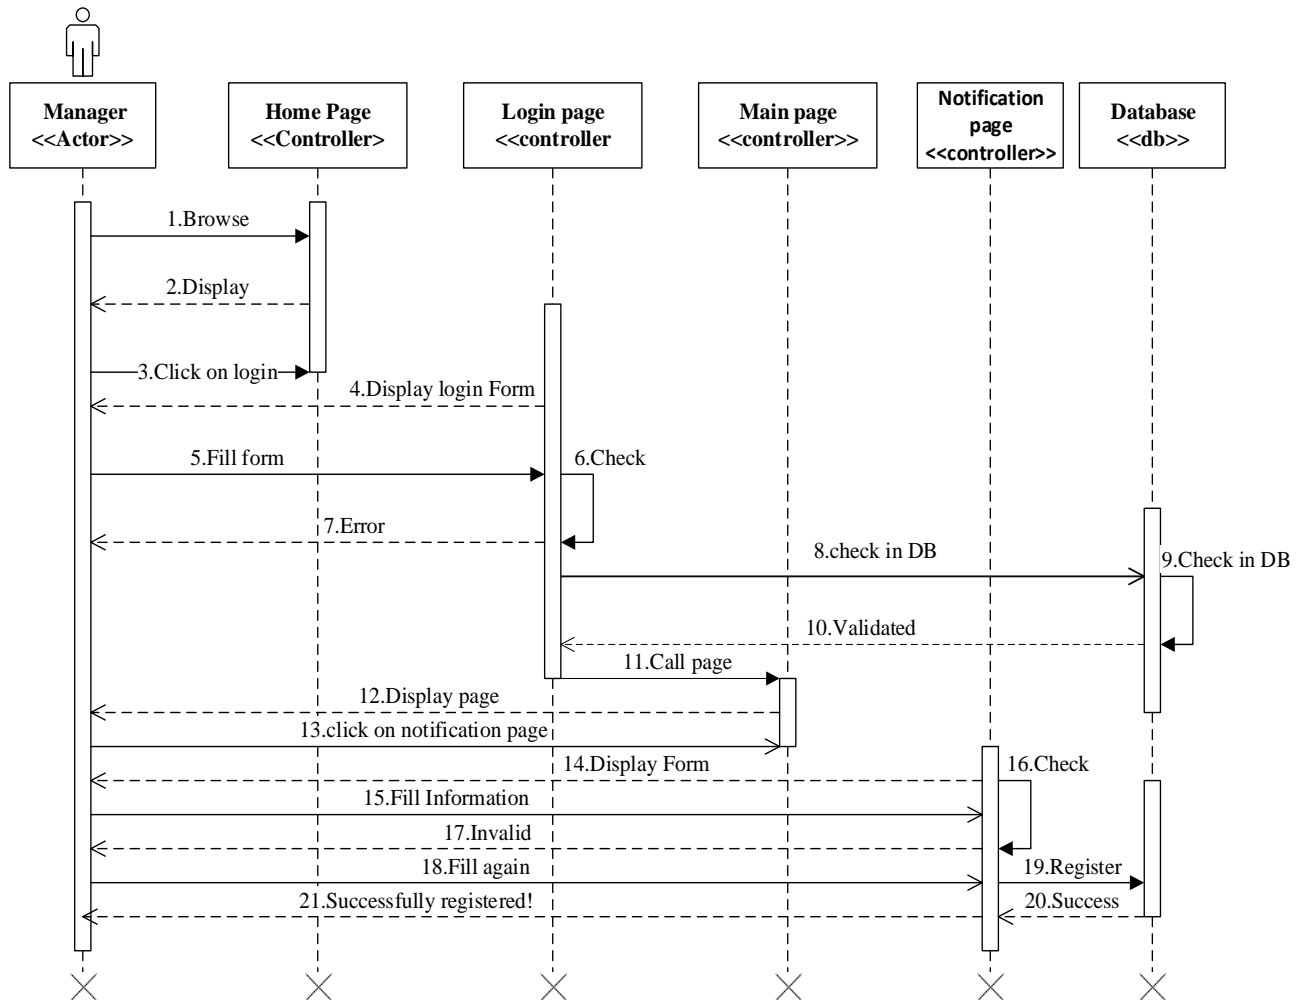 Manager
<<Actor>>
Home Page
<<Controller>
Login page
<<controller
Main page
<<controller>>
Notification
page
<<controller>>
Database
<<db>>
1.Browse
2.Display
3.Click on login
4.Display login Form
5.Fill form
6.Check
7.Error
8.check in DB
9.Check in DB
10.Validated
11.Call page
12.Display page
13.click on notification page
14.Display Form
16.Check
15.Fill Information
17.Invalid
18.Fill again
19.Register
21.Successfully registered!
20.Success